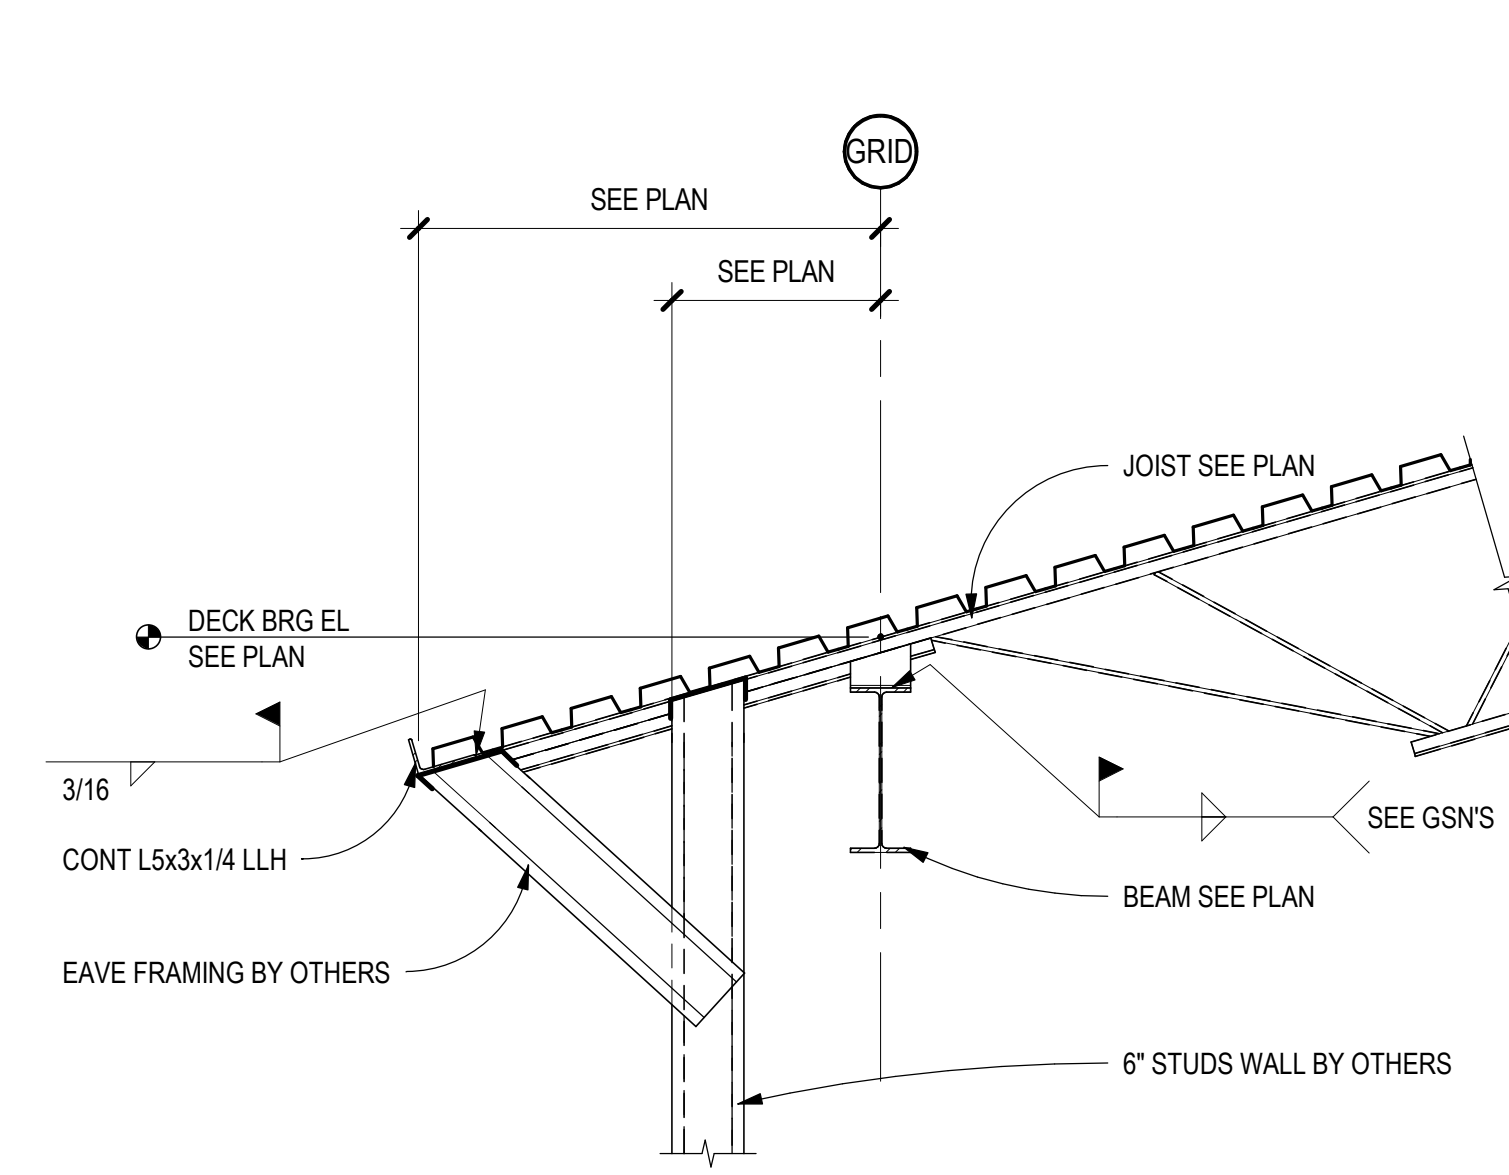 GRID
SEE PLAN
SEE PLAN
JOIST SEE PLAN
DECK BRG EL
SEE PLAN
3/16
SEE GSN'S
CONT L5x3x1/4 LLH
BEAM SEE PLAN
EAVE FRAMING BY OTHERS
6" STUDS WALL BY OTHERS